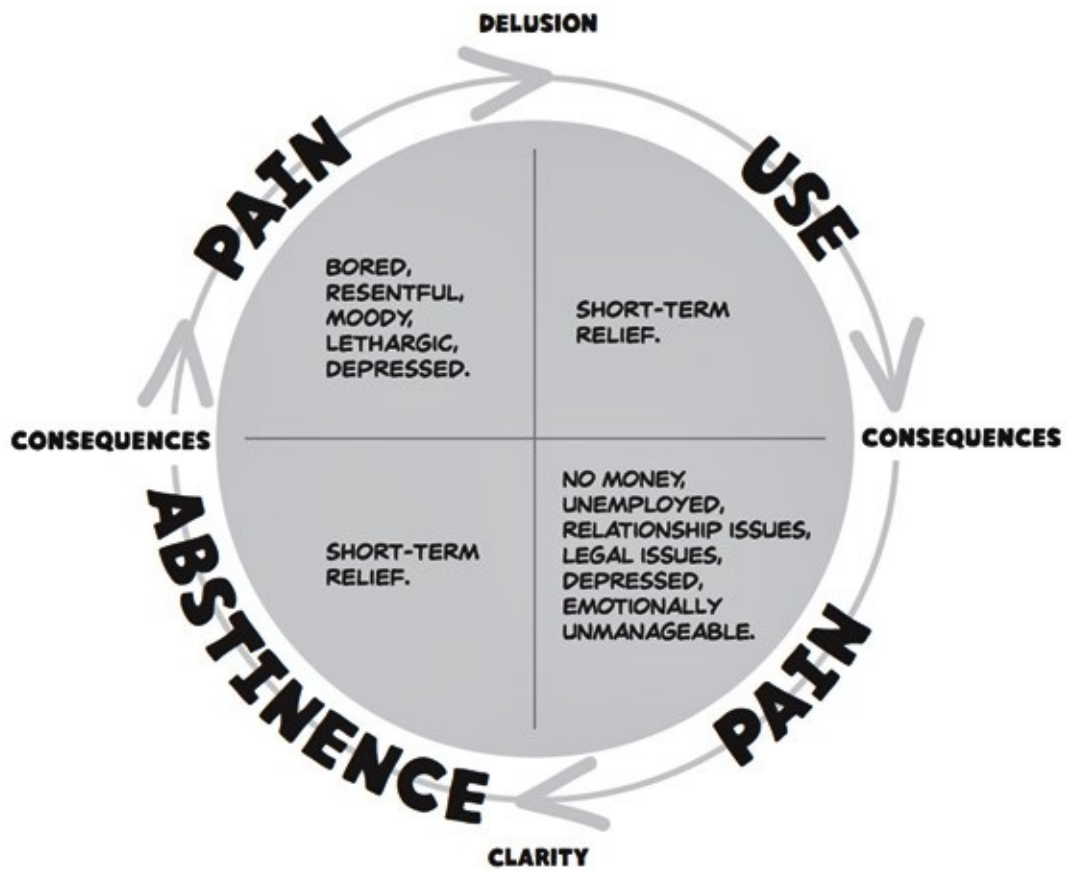 DELUSION
PAIN
USE
BORED,
RESENTFUL,
MOODY,
LETHARGIC,
DEPRESSED.
SHORT-TERM
RELIEF.
CONSEQUENCES
CONSEQUENCES
SHORT-TERM
RELIEF.
NO MONEY,
UNEMPLOYED,
RELATIONSHIP ISSUES,
LEGAL ISSUES,
DEPRESSED,
EMOTIONALLY
UNMANAGEABLE.
ABSTINENCE
PAIN
CLARITY